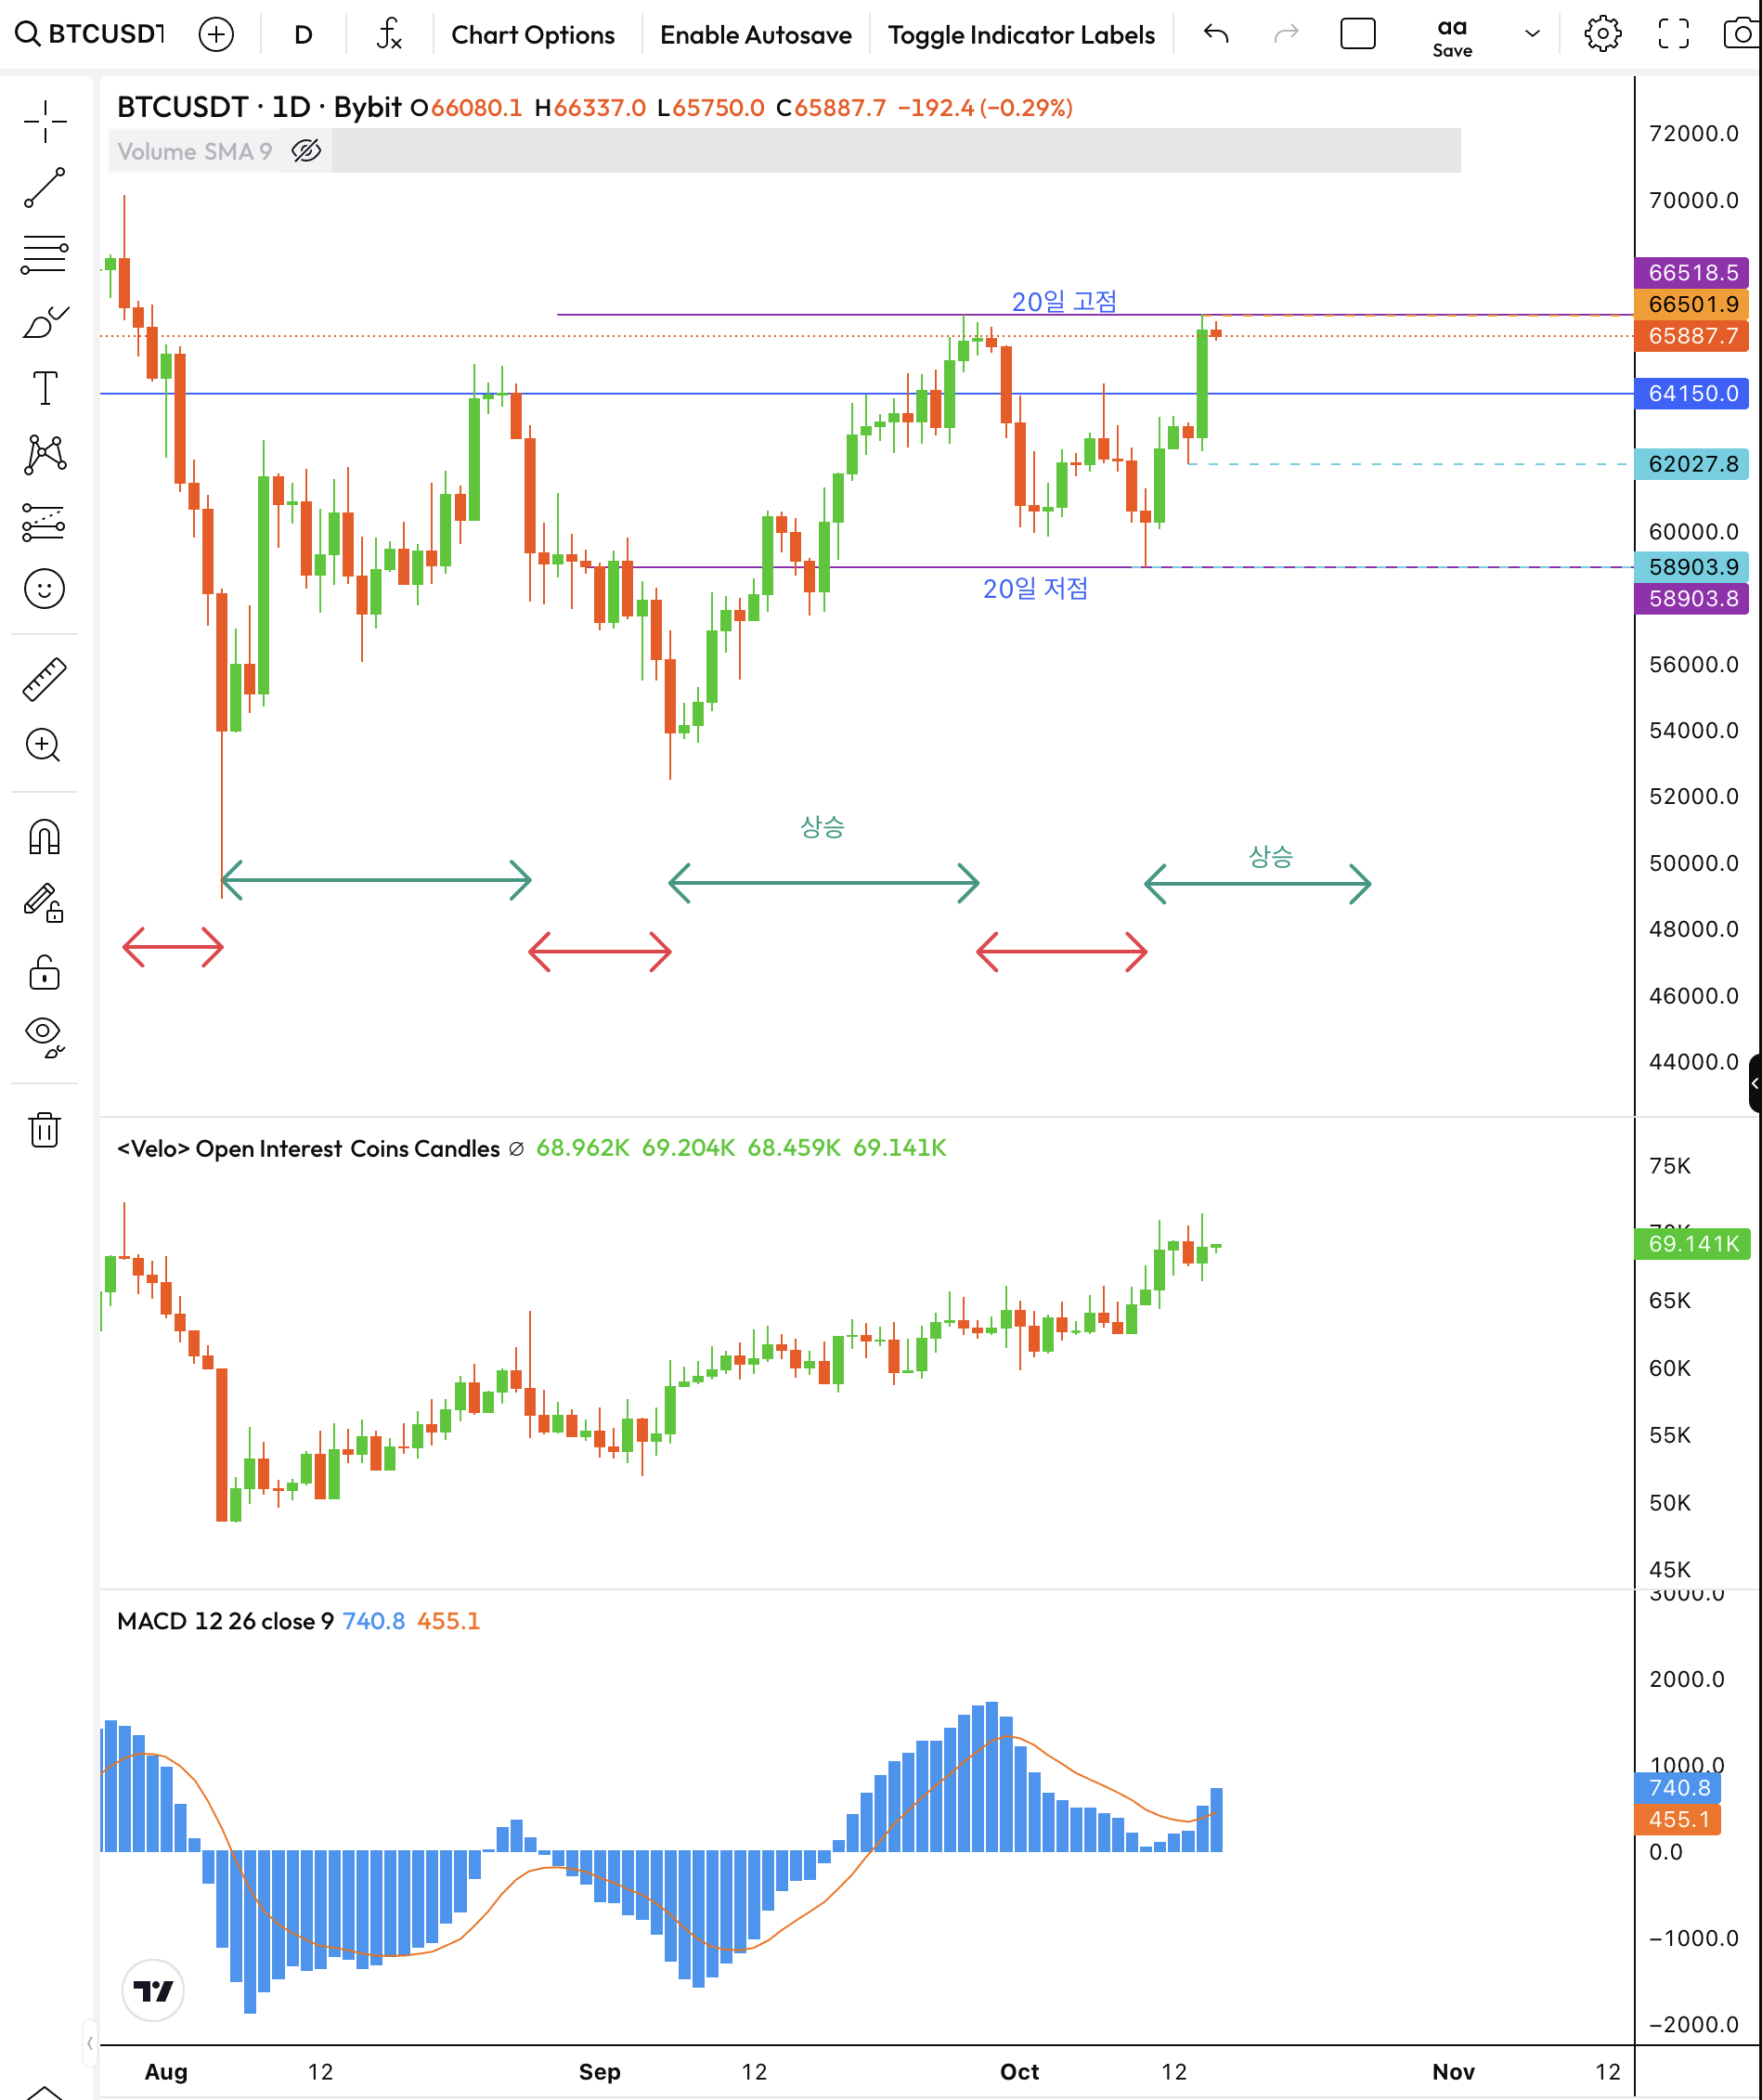 BTCUSDT
D
fx
Chart Options
Enable Autosave
Toggle Indicator Labels
aa
Save
BTCUSDT · 1D · Bybit O66080.1 H66337.0 L65750.0 C65887.7 −192.4 (−0.29%)
Volume SMA 9
72000.0
70000.0
66518.5
20일 고점
66501.9
65887.7
64150.0
62027.8
60000.0
58903.9
20일 저점
58903.8
56000.0
54000.0
52000.0
상승
상승
50000.0
48000.0
46000.0
44000.0
<Velo> Open Interest Coins Candles ∅ 68.962K 69.204K 68.459K 69.141K
75K
70K
69.141K
65K
60K
55K
50K
45K
3000.0
MACD 12 26 close 9 740.8 455.1
2000.0
1000.0
740.8
455.1
0.0
−1000.0
−2000.0
Aug 12 Sep 12 Oct 12 Nov 12